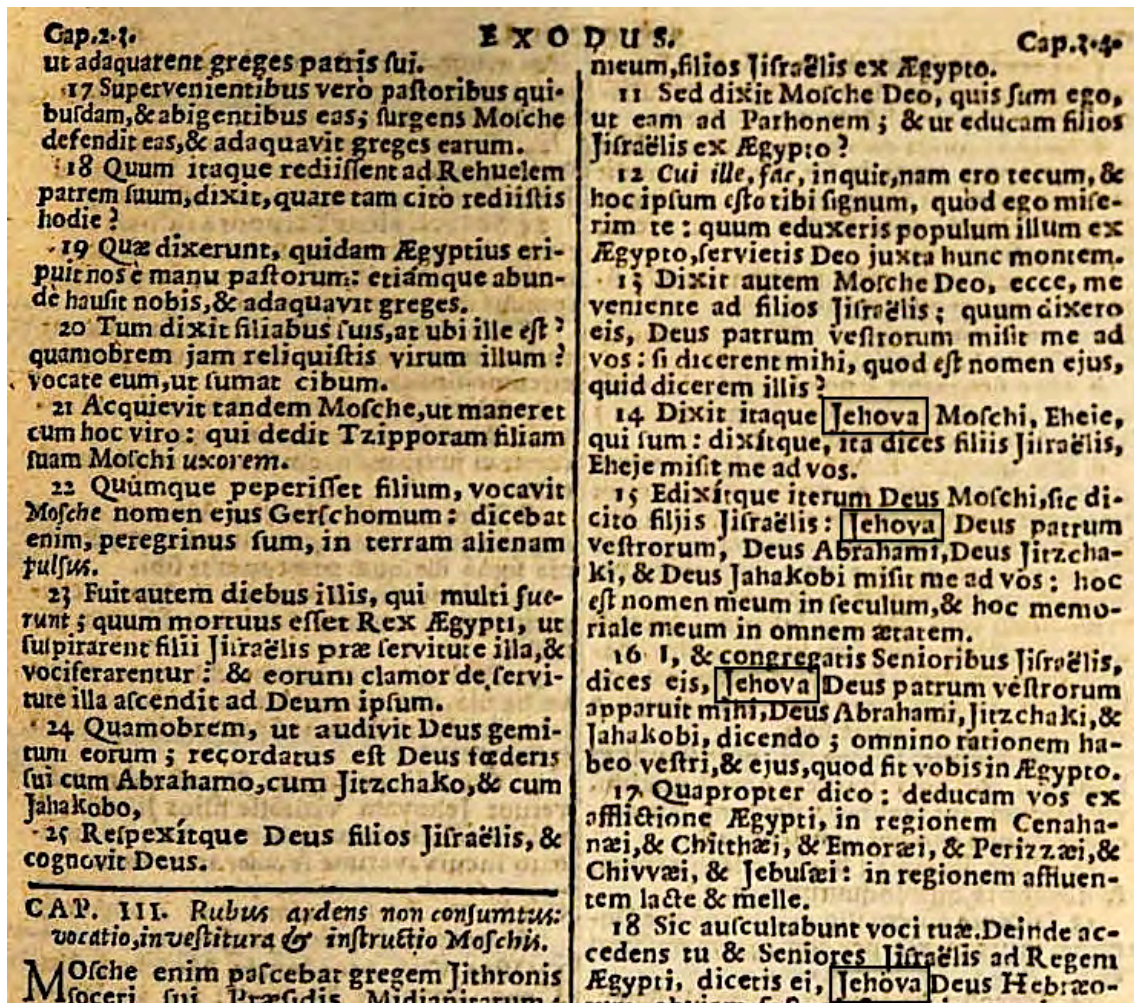 Cap.2.3.
EXODUS.
Cap.3.4.
ut adaquarent greges patris ſui.
17 Supervenientibus verò paſtoribus qui-
buſdam,& abigentibus eas; ſurgens Moſche
defendit eas,& adaquavit greges earum.
18 Quum itaque rediiſſent ad Rehuelem
patrem ſuum,dixit,quare tam citò rediiſtis
hodie ?
19 Quæ dixerunt, quidam Ægyptius eri-
puit nos è manu paſtorum: etiámque abun-
dè hauſit nobis,& adaquavit greges.
20 Tum dixit filiabus ſuis,at ubi ille eſt ?
quamobrem jam reliquiſtis virum illum ?
vocate eum,ut ſumat cibum.
21 Acquievit tandem Moſche,ut maneret
cum hoc viro : qui dedit Tzipporam filiam
ſuam Moſchi uxorem.
22 Quúmque peperiſſet filium, vocavit
Moſche nomen ejus Gerſchomum : dicebat
enim, peregrinus ſum, in terram alienam
pulſus.
23 Fuit autem diebus illis, qui multi fue-
runt ; quum mortuus eſſet Rex Ægypti, ut
ſuſpirarent filii Jiſraëlis præ ſervitute illa,&
vociferarentur : & eorum clamor de ſervi-
tute illa aſcendit ad Deum ipſum.
24 Quamobrem, ut audivit Deus gemi-
tum eorum ; recordatus eſt Deus fœderis
ſui cum Abrahamo,cum Jitzchako,& cum
Jahakobo,
25 Reſpexítque Deus filios Jiſraëlis, &
cognovit Deus.
CAP. III. Rubus ardens non conſumtus:
vocatio,inveſtitura & inſtructio Moſchis.
MOſche enim paſcebat gregem Jithronis
ſoceri ſui Præſidis Midianitarum :
meum,filios Jiſraëlis ex Ægypto.
11 Sed dixit Moſche Deo, quis ſum ego,
ut eam ad Parhonem ; & ut educam filios
Jiſraëlis ex Ægypto ?
12 Cui ille, fac, inquit,nam ero tecum,&
hoc ipſum eſto tibi ſignum, quòd ego miſe-
rim te : quum eduxeris populum illum ex
Ægypto,ſervietis Deo juxta hunc montem.
13 Dixit autem Moſche Deo, ecce, me
veniente ad filios Jiſraëlis ; quum dixero
eis, Deus patrum veſtrorum miſit me ad
vos : ſi dicerent mihi, quod eſt nomen ejus,
quid dicerem illis ?
14 Dixit itaque Jehova Moſchi, Eheie,
qui ſum : dixítque, ita dices filiis Jiſraëlis,
Eheje miſit me ad vos.
15 Edixítque iterum Deus Moſchi,ſic di-
cito filiis Jiſraëlis : Jehova Deus patrum
veſtrorum, Deus Abrahami,Deus Jitzcha-
ki, & Deus Jahakobi miſit me ad vos : hoc
eſt nomen meum in ſeculum,& hoc memo-
riale meum in omnem ætatem.
16 I, & congregatis Senioribus Jiſraëlis,
dices eis, Jehova Deus patrum veſtrorum
apparuit mihi,Deus Abrahami,Jitzchaki,&
Jahakobi, dicendo ; omnino rationem ha-
beo veſtri,& ejus,quod fit vobis in Ægypto.
17 Quapropter dico : deducam vos ex
afflictione Ægypti, in regionem Cenaha-
næi,& Chitthæi, & Emoræi, & Perizzæi,&
Chivvæi, & Jebuſæi : in regionem affluen-
tem lacte & melle.
18 Sic auſcultabunt voci tuæ.Deinde ac-
cedens tu & Seniores Jiſraëlis ad Regem
Ægypti, dicetis ei, Jehova Deus Hebræo-